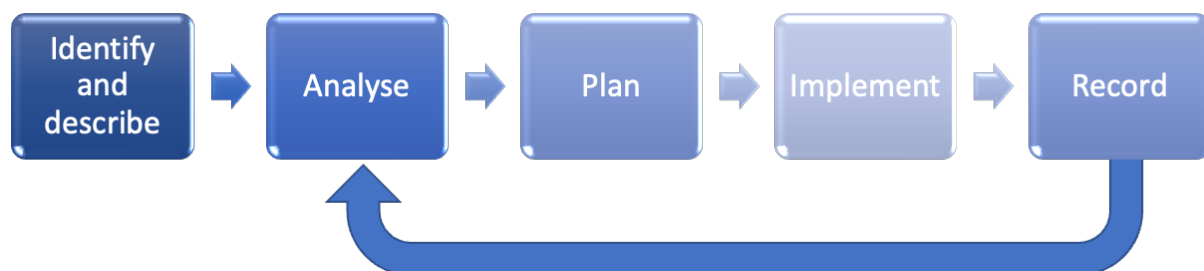 Identify
and
describe
Analyse
Plan
Implement
Record